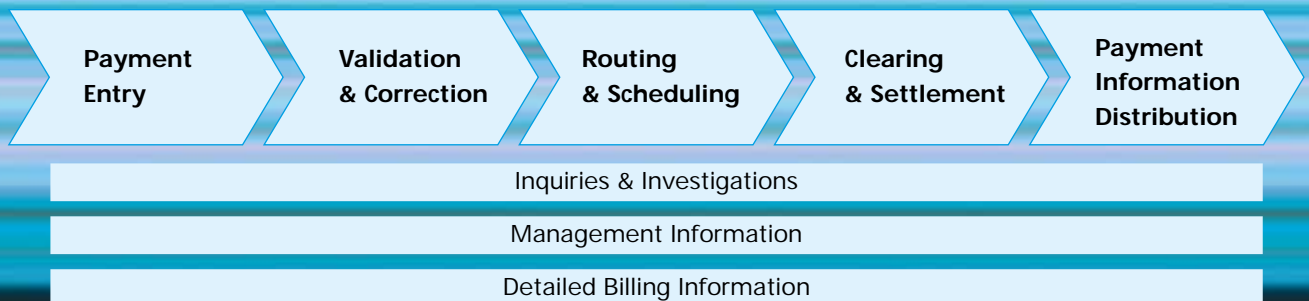 Payment
Entry
Validation
& Correction
Routing
& Scheduling
Clearing
& Settlement
Payment
Information
Distribution
Inquiries & Investigations
Management Information
Detailed Billing Information